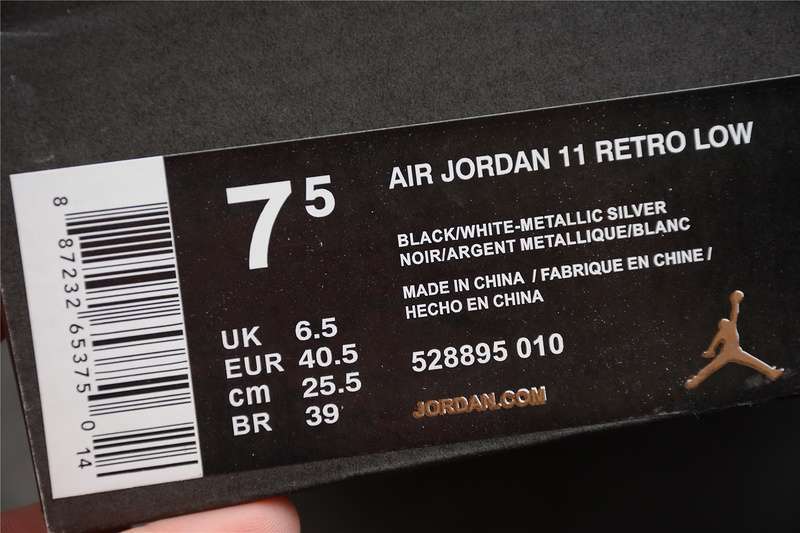 AIR JORDAN 11 RETRO LOW
7 5
BLACK/WHITE-METALLIC SILVER
NOIR/ARGENT METALLIQUE/BLANC
MADE IN CHINA / FABRIQUE EN CHINE /
HECHO EN CHINA
UK 6.5
EUR 40.5
cm 25.5
BR 39
528895 010
JORDAN.COM
8 87232 65375 0 14